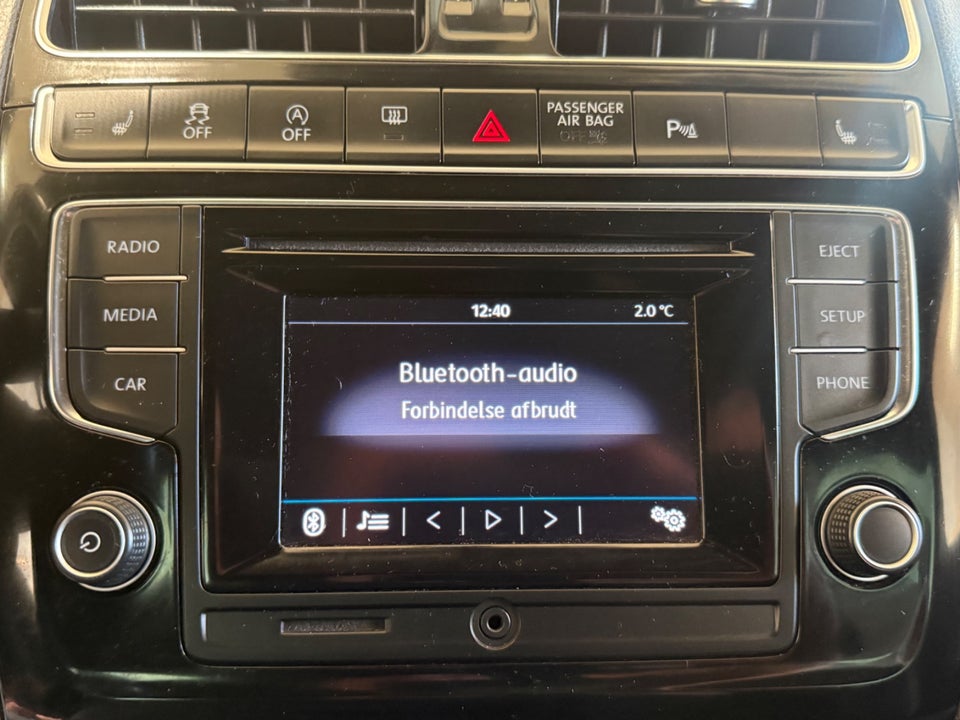 OFF
OFF
PASSENGER
AIR BAG
OFF
P
RADIO
EJECT
MEDIA
SETUP
CAR
PHONE
12:40 2.0 °C
Bluetooth-audio
Forbindelse afbrudt